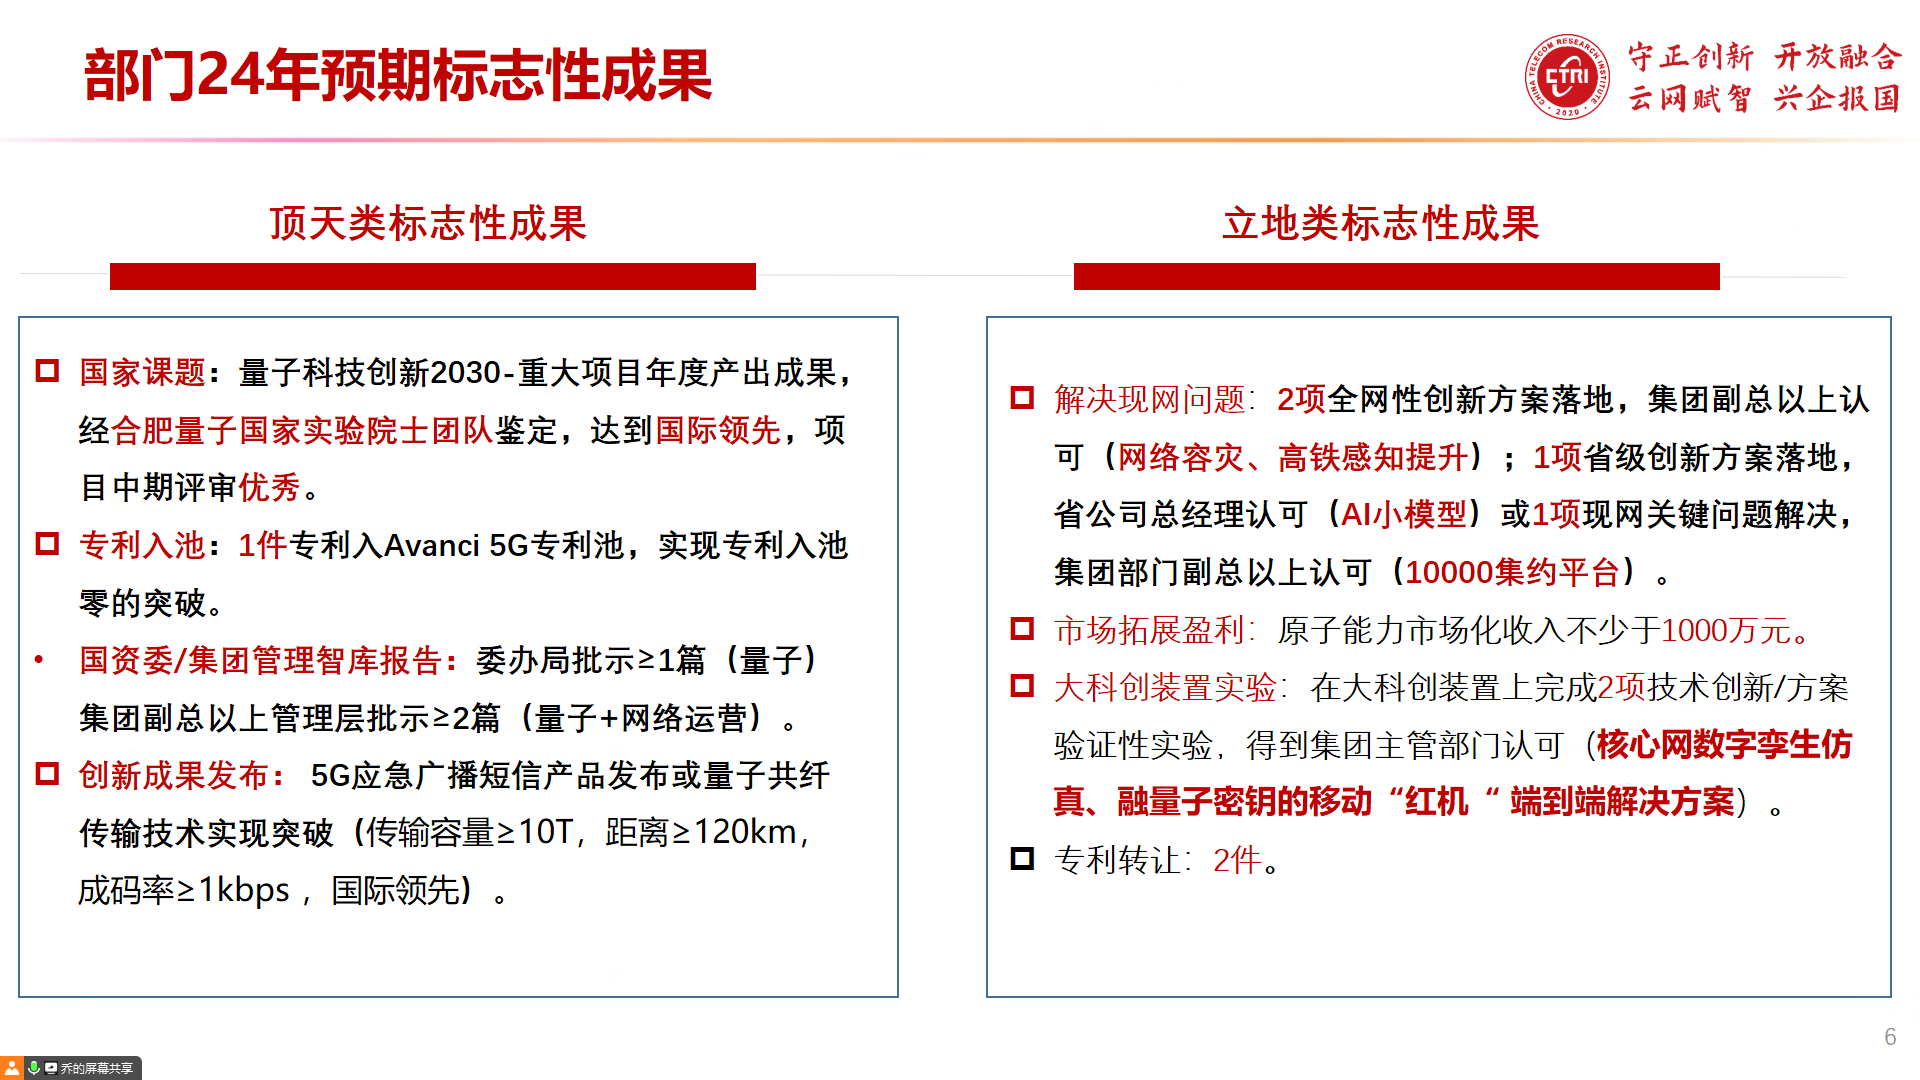 部门24年预期标志性成果
CHINA TELECOM RESEARCH INSTITUTE
CTRI
2020
守正创新 开放融合
云网赋智 兴企报国
顶天类标志性成果
国家课题：量子科技创新2030-重大项目年度产出成果，
经合肥量子国家实验院士团队鉴定，达到国际领先，项
目中期评审优秀。
专利入池：1件专利入Avanci 5G专利池，实现专利入池
零的突破。
• 国资委/集团管理智库报告：委办局批示≥1篇（量子）
集团副总以上管理层批示≥2篇（量子+网络运营）。
创新成果发布： 5G应急广播短信产品发布或量子共纤
传输技术实现突破（传输容量≥10T，距离≥120km，
成码率≥1kbps ，国际领先）。
立地类标志性成果
解决现网问题：2项全网性创新方案落地，集团副总以上认
可（网络容灾、高铁感知提升）；1项省级创新方案落地，
省公司总经理认可（AI小模型）或1项现网关键问题解决，
集团部门副总以上认可（10000集约平台）。
市场拓展盈利：原子能力市场化收入不少于1000万元。
大科创装置实验：在大科创装置上完成2项技术创新/方案
验证性实验，得到集团主管部门认可（核心网数字孪生仿
真、融量子密钥的移动“红机“ 端到端解决方案）。
专利转让：2件。
6
乔的屏幕共享